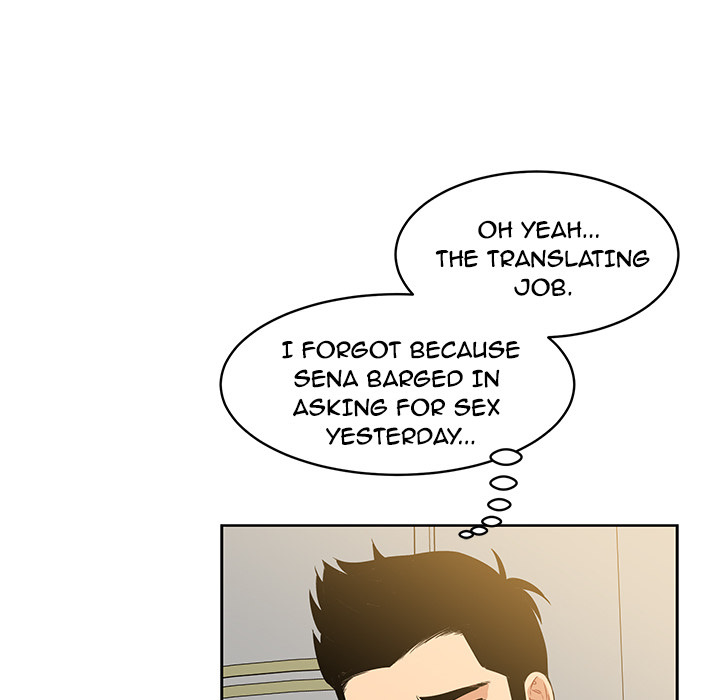 OH YEAH...
THE TRANSLATING
JOB.
I FORGOT BECAUSE
SENA BARGED IN
ASKING FOR SEX
YESTERDAY...